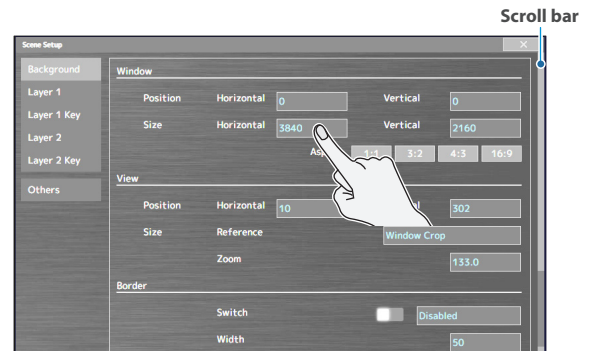 Scroll bar
Scene Setup
Background
Layer 1
Layer 1 Key
Layer 2
Layer 2 Key
Others
Window
Position Horizontal 0 Vertical 0
Size Horizontal 3840 Vertical 2160
1:1 3:2 4:3 16:9
View
Position Horizontal 10 302
Size Reference Window Crop
Zoom 133.0
Border
Switch Disabled
Width 50